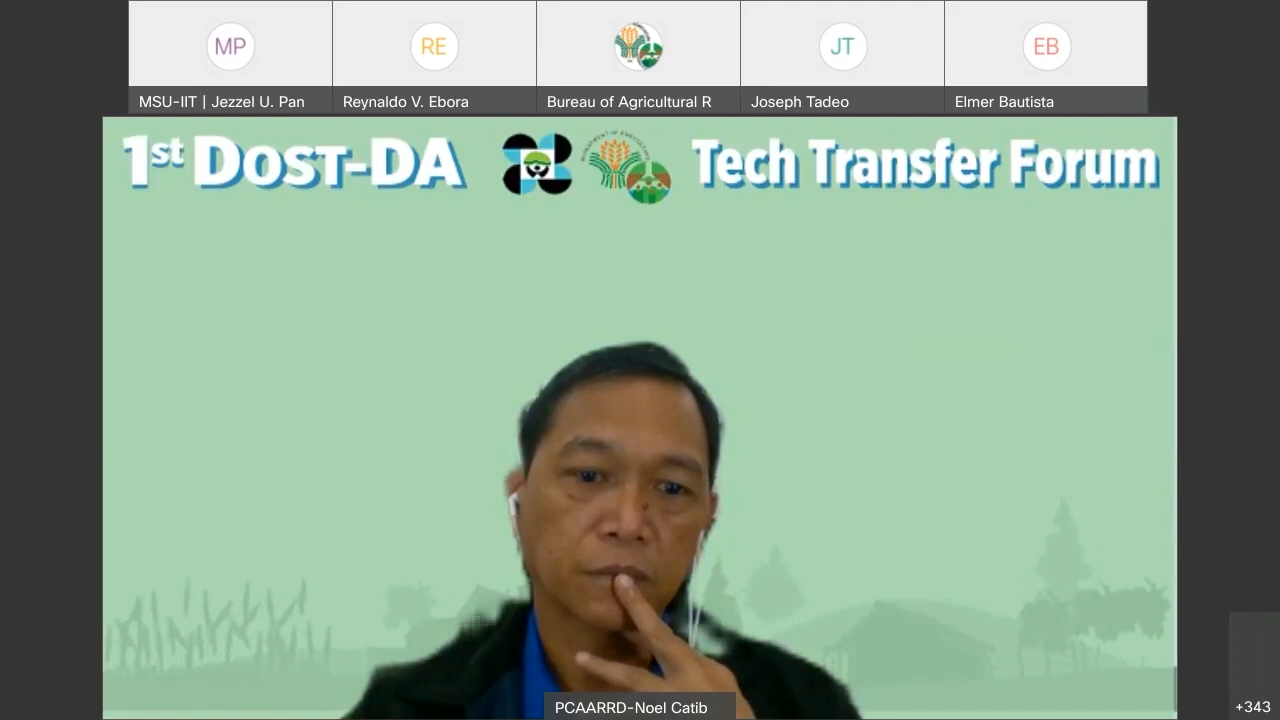 MP
RE
JT
EB
MSU-IIT | Jezzel U. Pan
Reynaldo V. Ebora
Bureau of Agricultural R
Joseph Tadeo
Elmer Bautista
1st DOST-DA
Tech Transfer Forum
PCAARRD-Noel Catib
+343